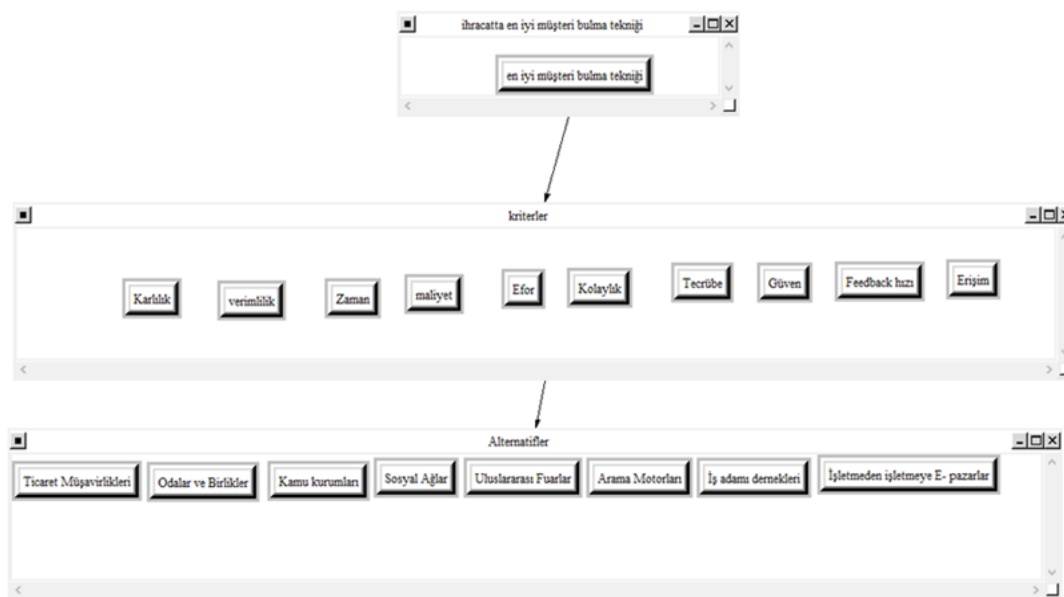 ihracatta en iyi müşteri bulma tekniği
en iyi müşteri bulma tekniği
kriterler
Karlılık
verimlilik
Zaman
maliyet
Efor
Kolaylık
Tecrübe
Güven
Feedback hızı
Erişim
Alternatifler
Ticaret Müşavirlikleri
Odalar ve Birlikler
Kamu kurumları
Sosyal Ağlar
Uluslararası Fuarlar
Arama Motorları
İş adamı dernekleri
İşletmeden işletmeye E- pazarlar